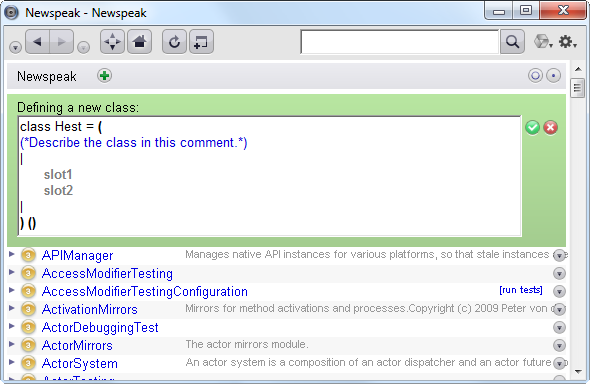 Newspeak - Newspeak
Newspeak
Defining a new class:
class Hest = (
(*Describe the class in this comment.*)
|
slot1
slot2
|
) ()
APIManager Manages native API instances for various platforms, so that stale instances
AccessModifierTesting
AccessModifierTestingConfiguration [run tests]
ActivationMirrors Mirrors for method activations and processes.Copyright (c) 2009 Peter von
ActorDebuggingTest
ActorMirrors The actor mirrors module.
ActorSystem An actor system is a composition of an actor dispatcher and an actor future
ActorTesting